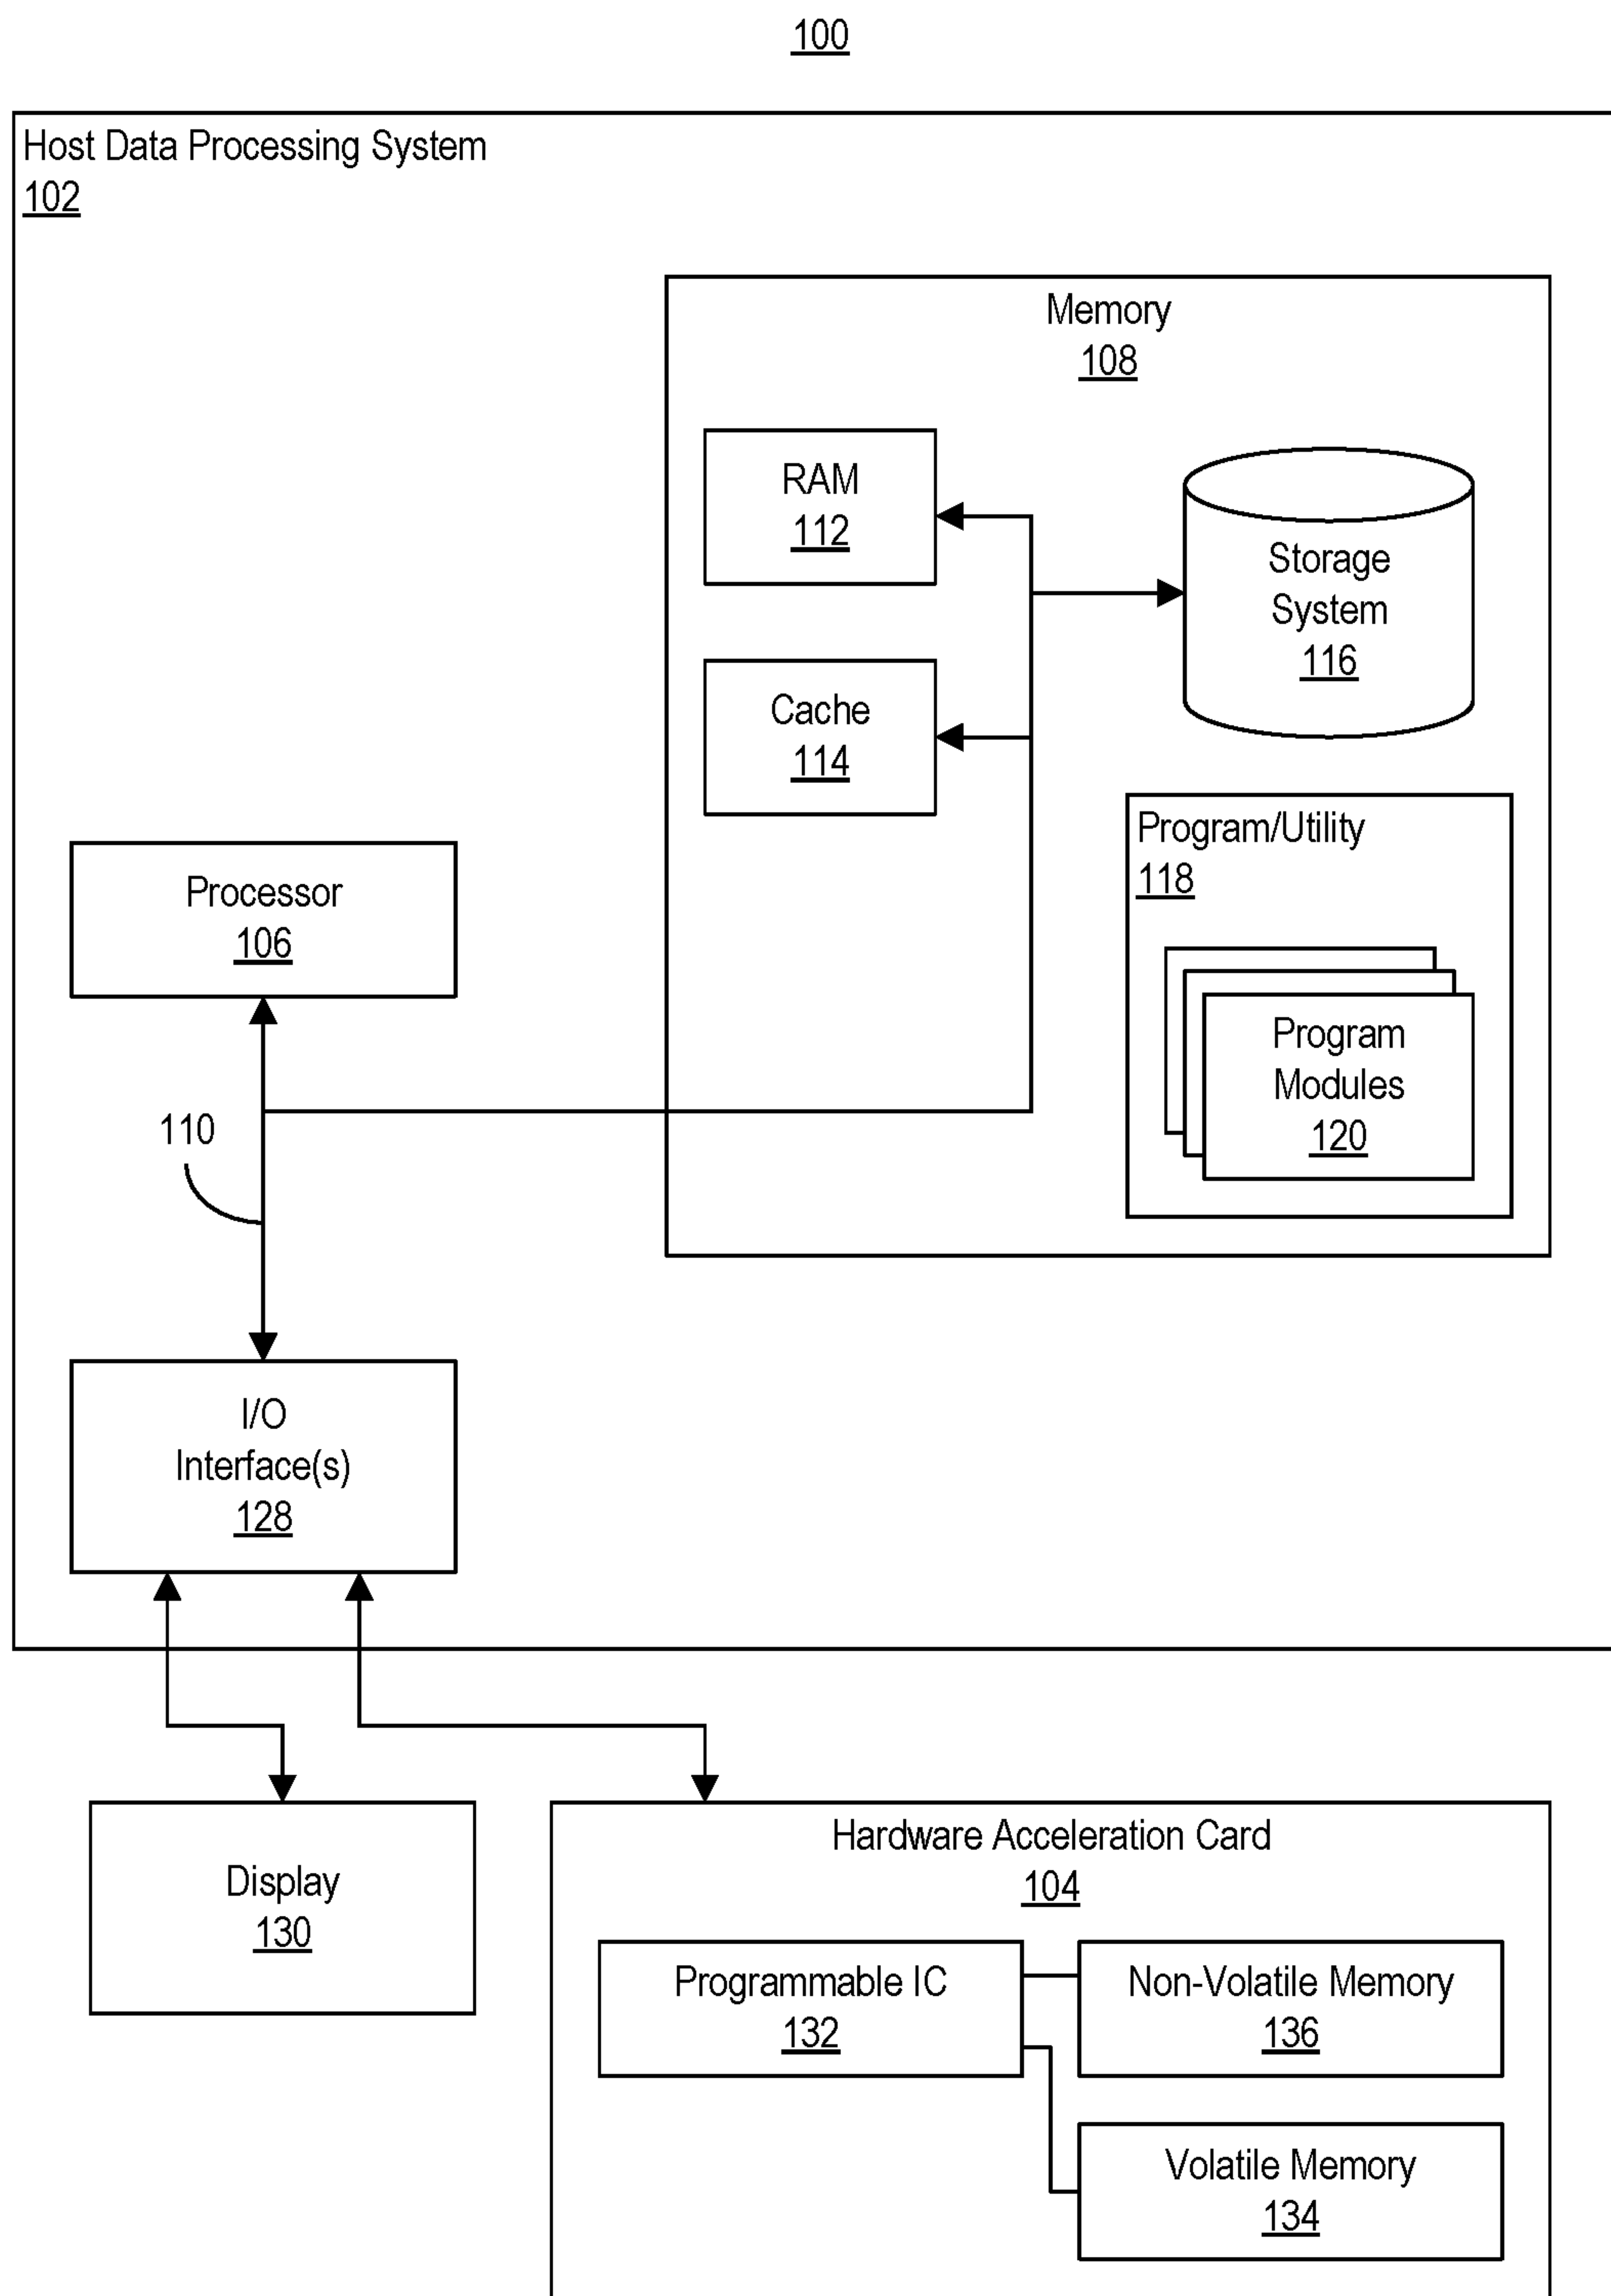 100
Host Data Processing System
102
Memory
108
RAM
112
Storage
System
116
Cache
114
Program/Utility
118
Processor
106
Program
Modules
120
110
I/O
Interface(s)
128
Hardware Acceleration Card
104
Display
130
Programmable IC
132
Non-Volatile Memory
136
Volatile Memory
134